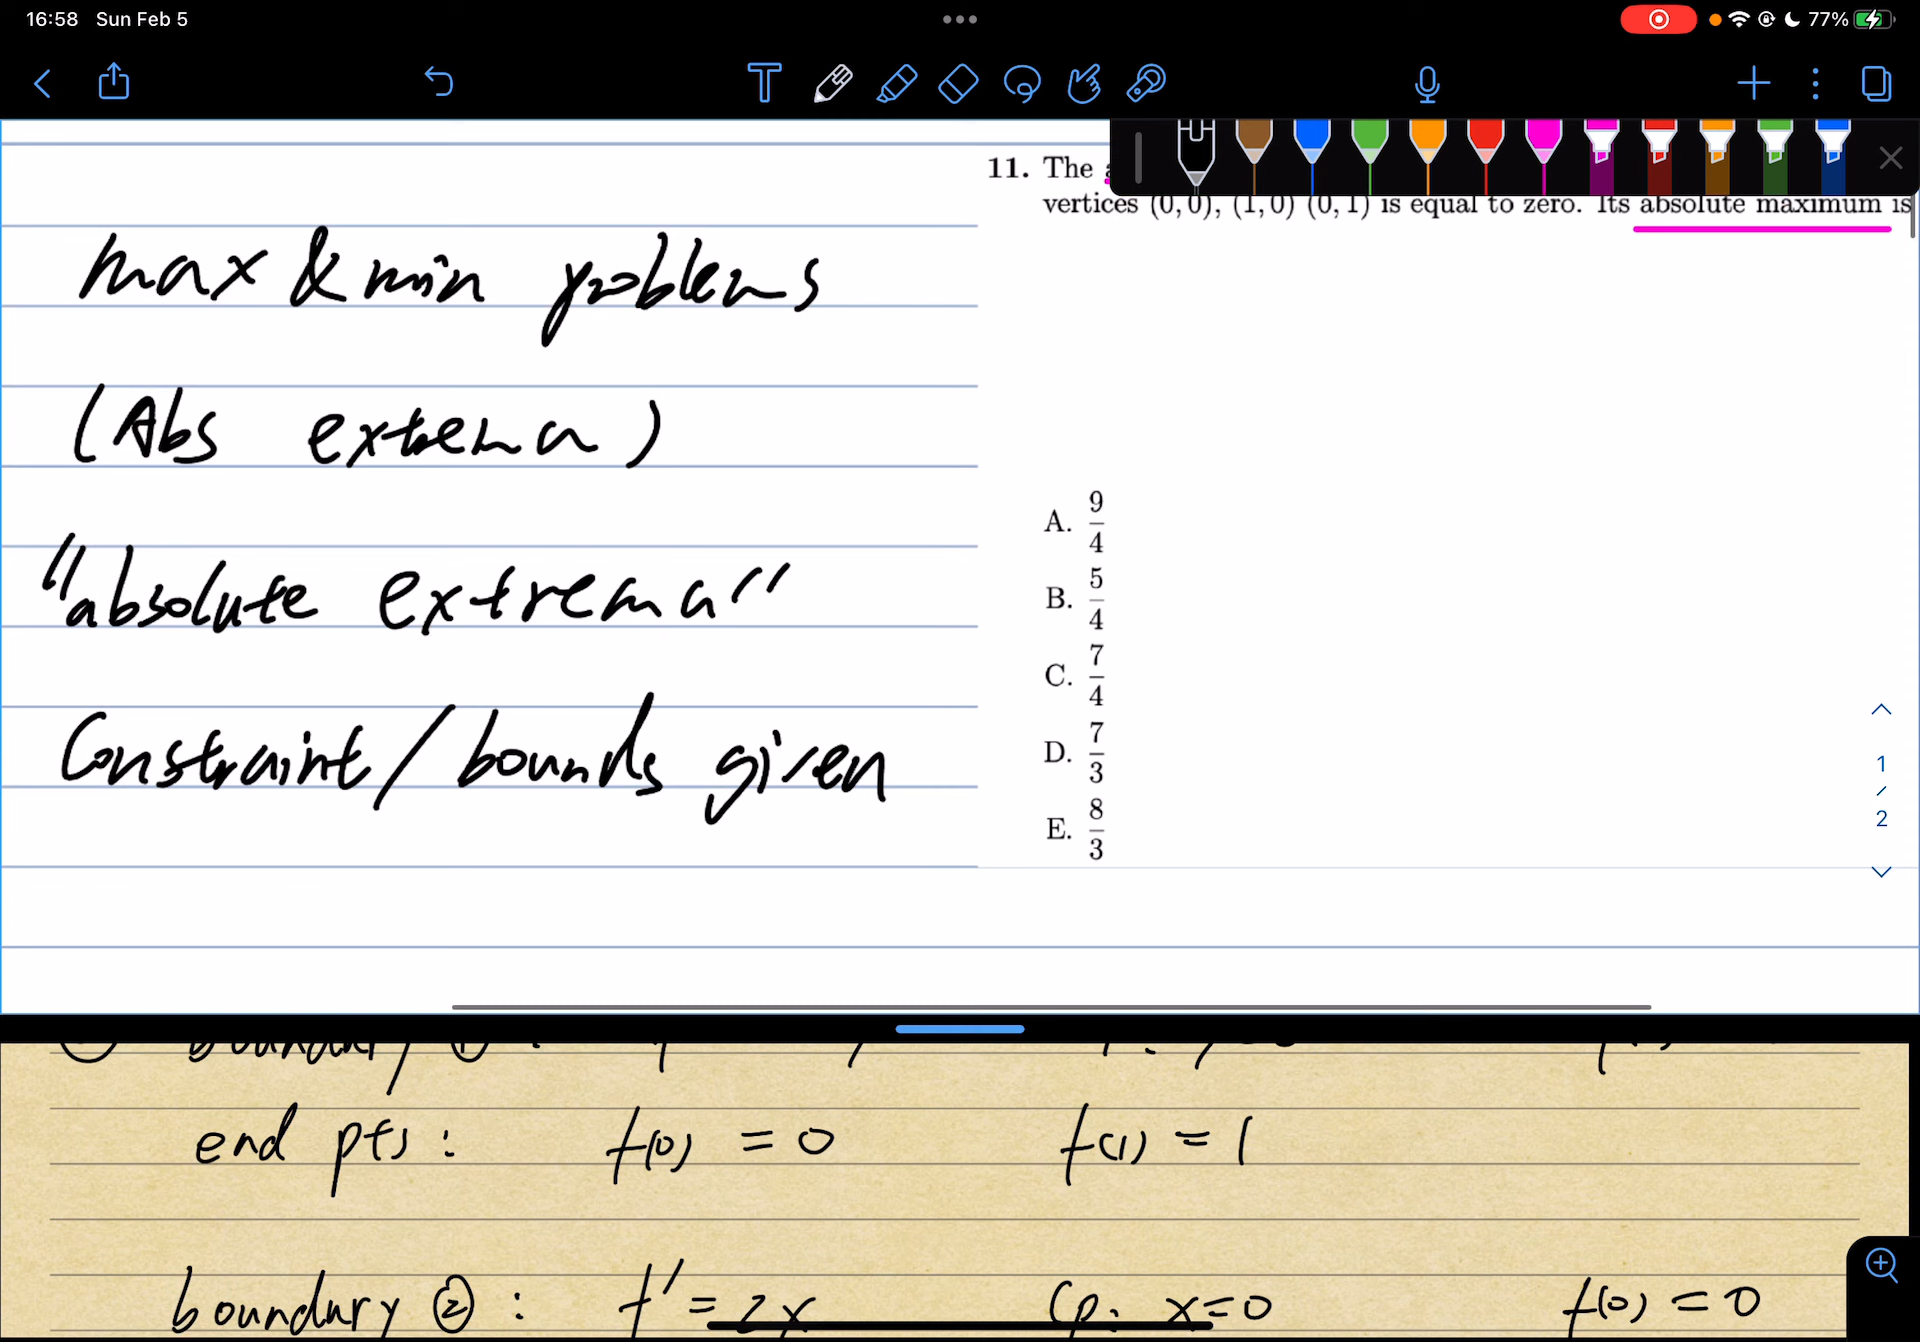 16:58 Sun Feb 5
77%
11. The
vertices (0, 0), (1, 0) (0, 1) is equal to zero. Its absolute maximum is
max & min problems
(Abs extrema)
"absolute extrema"
Constraint/bounds given
A. 9/4
B. 5/4
C. 7/4
D. 7/3
E. 8/3
1
/
2
boundary ① :
end pts : f(0) = 0 f(1) = 1
boundary ② : f' = 2x Cp: x=0 f(0) = 0